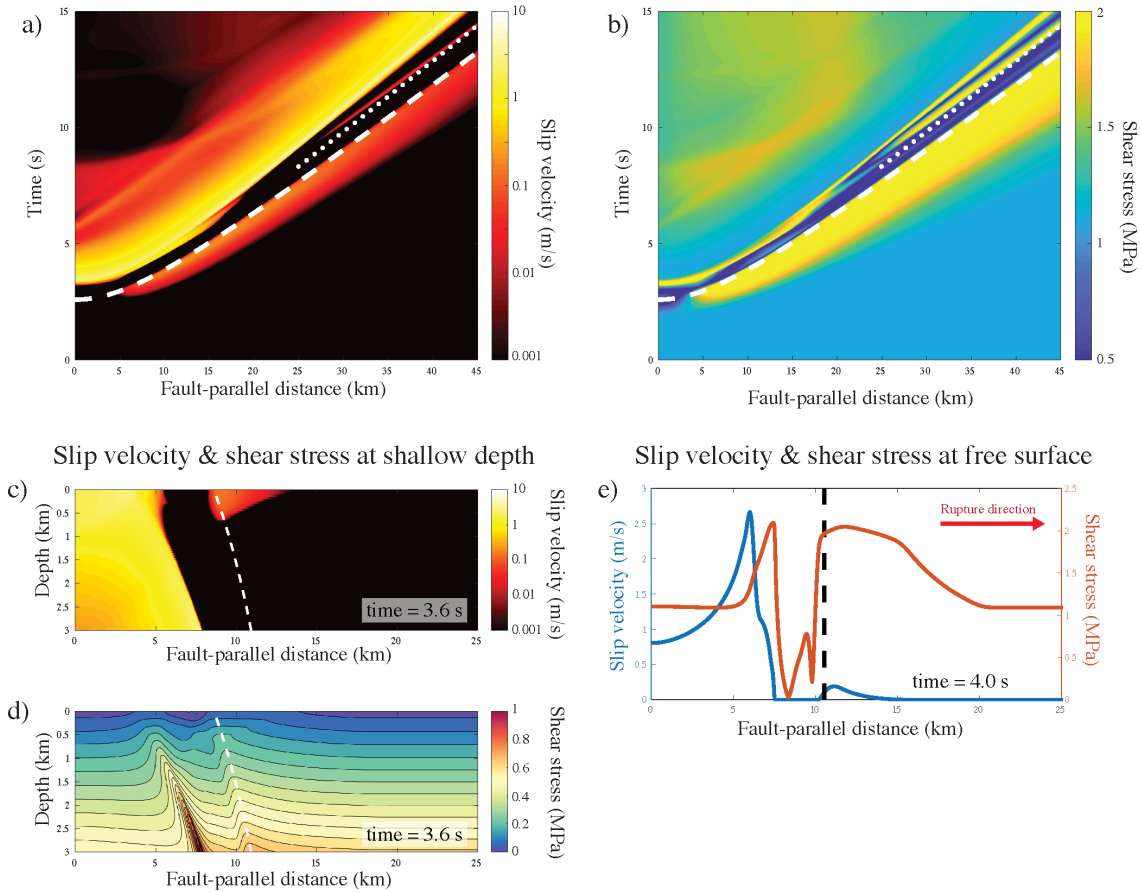 a)
15
10
5
0
Time (s)
0 5 10 15 20 25 30 35 40 45
Fault-parallel distance (km)
10
1
0.1
0.01
0.001
Slip velocity (m/s)
b)
15
10
5
0
Time (s)
0 5 10 15 20 25 30 35 40 45
Fault-parallel distance (km)
2
1.5
1
0.5
Shear stress (MPa)
Slip velocity & shear stress at shallow depth
c)
0
0.5
1
1.5
2
2.5
3
Depth (km)
time = 3.6 s
0 5 10 15 20 25
Fault-parallel distance (km)
10
1
0.1
0.01
0.001
Slip velocity (m/s)
d)
0
0.5
1
1.5
2
2.5
3
Depth (km)
time = 3.6 s
0 5 10 15 20 25
Fault-parallel distance (km)
1
0.8
0.6
0.4
0.2
0
Shear stress (MPa)
Slip velocity & shear stress at free surface
e)
3
2.5
2
1.5
1
0.5
0
Slip velocity (m/s)
Rupture direction
time = 4.0 s
0 5 10 15 20 25
Fault-parallel distance (km)
2.5
2
1.5
1
0.5
0
Shear stress (MPa)